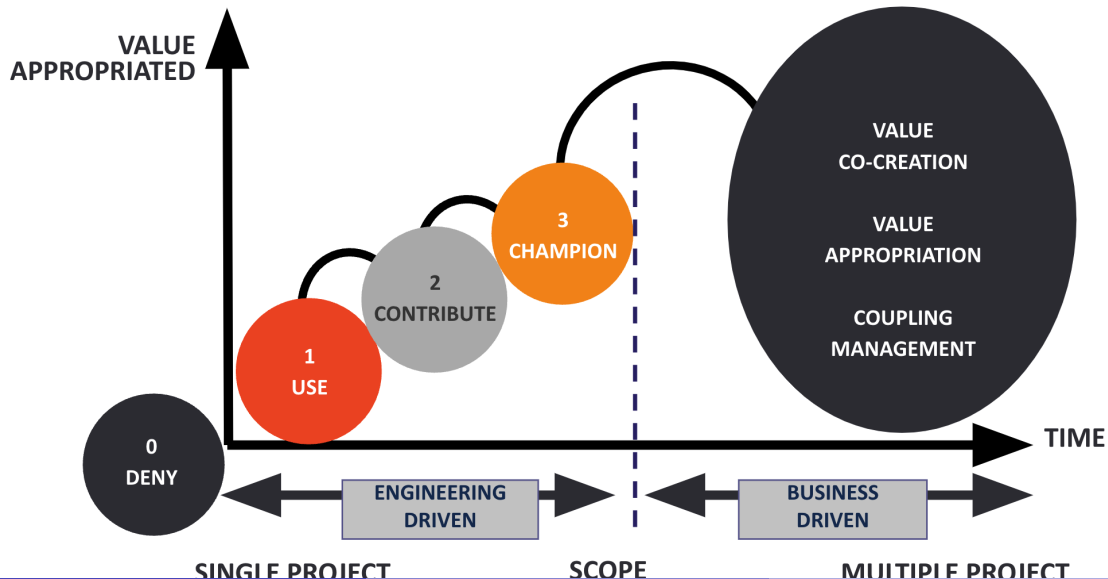 VALUE
APPROPRIATED
VALUE
CO-CREATION
VALUE
APPROPRIATION
COUPLING
MANAGEMENT
3
CHAMPION
2
CONTRIBUTE
1
USE
0
DENY
TIME
ENGINEERING
DRIVEN
BUSINESS
DRIVEN
SINGLE PROJECT
SCOPE
MULTIPLE PROJECT